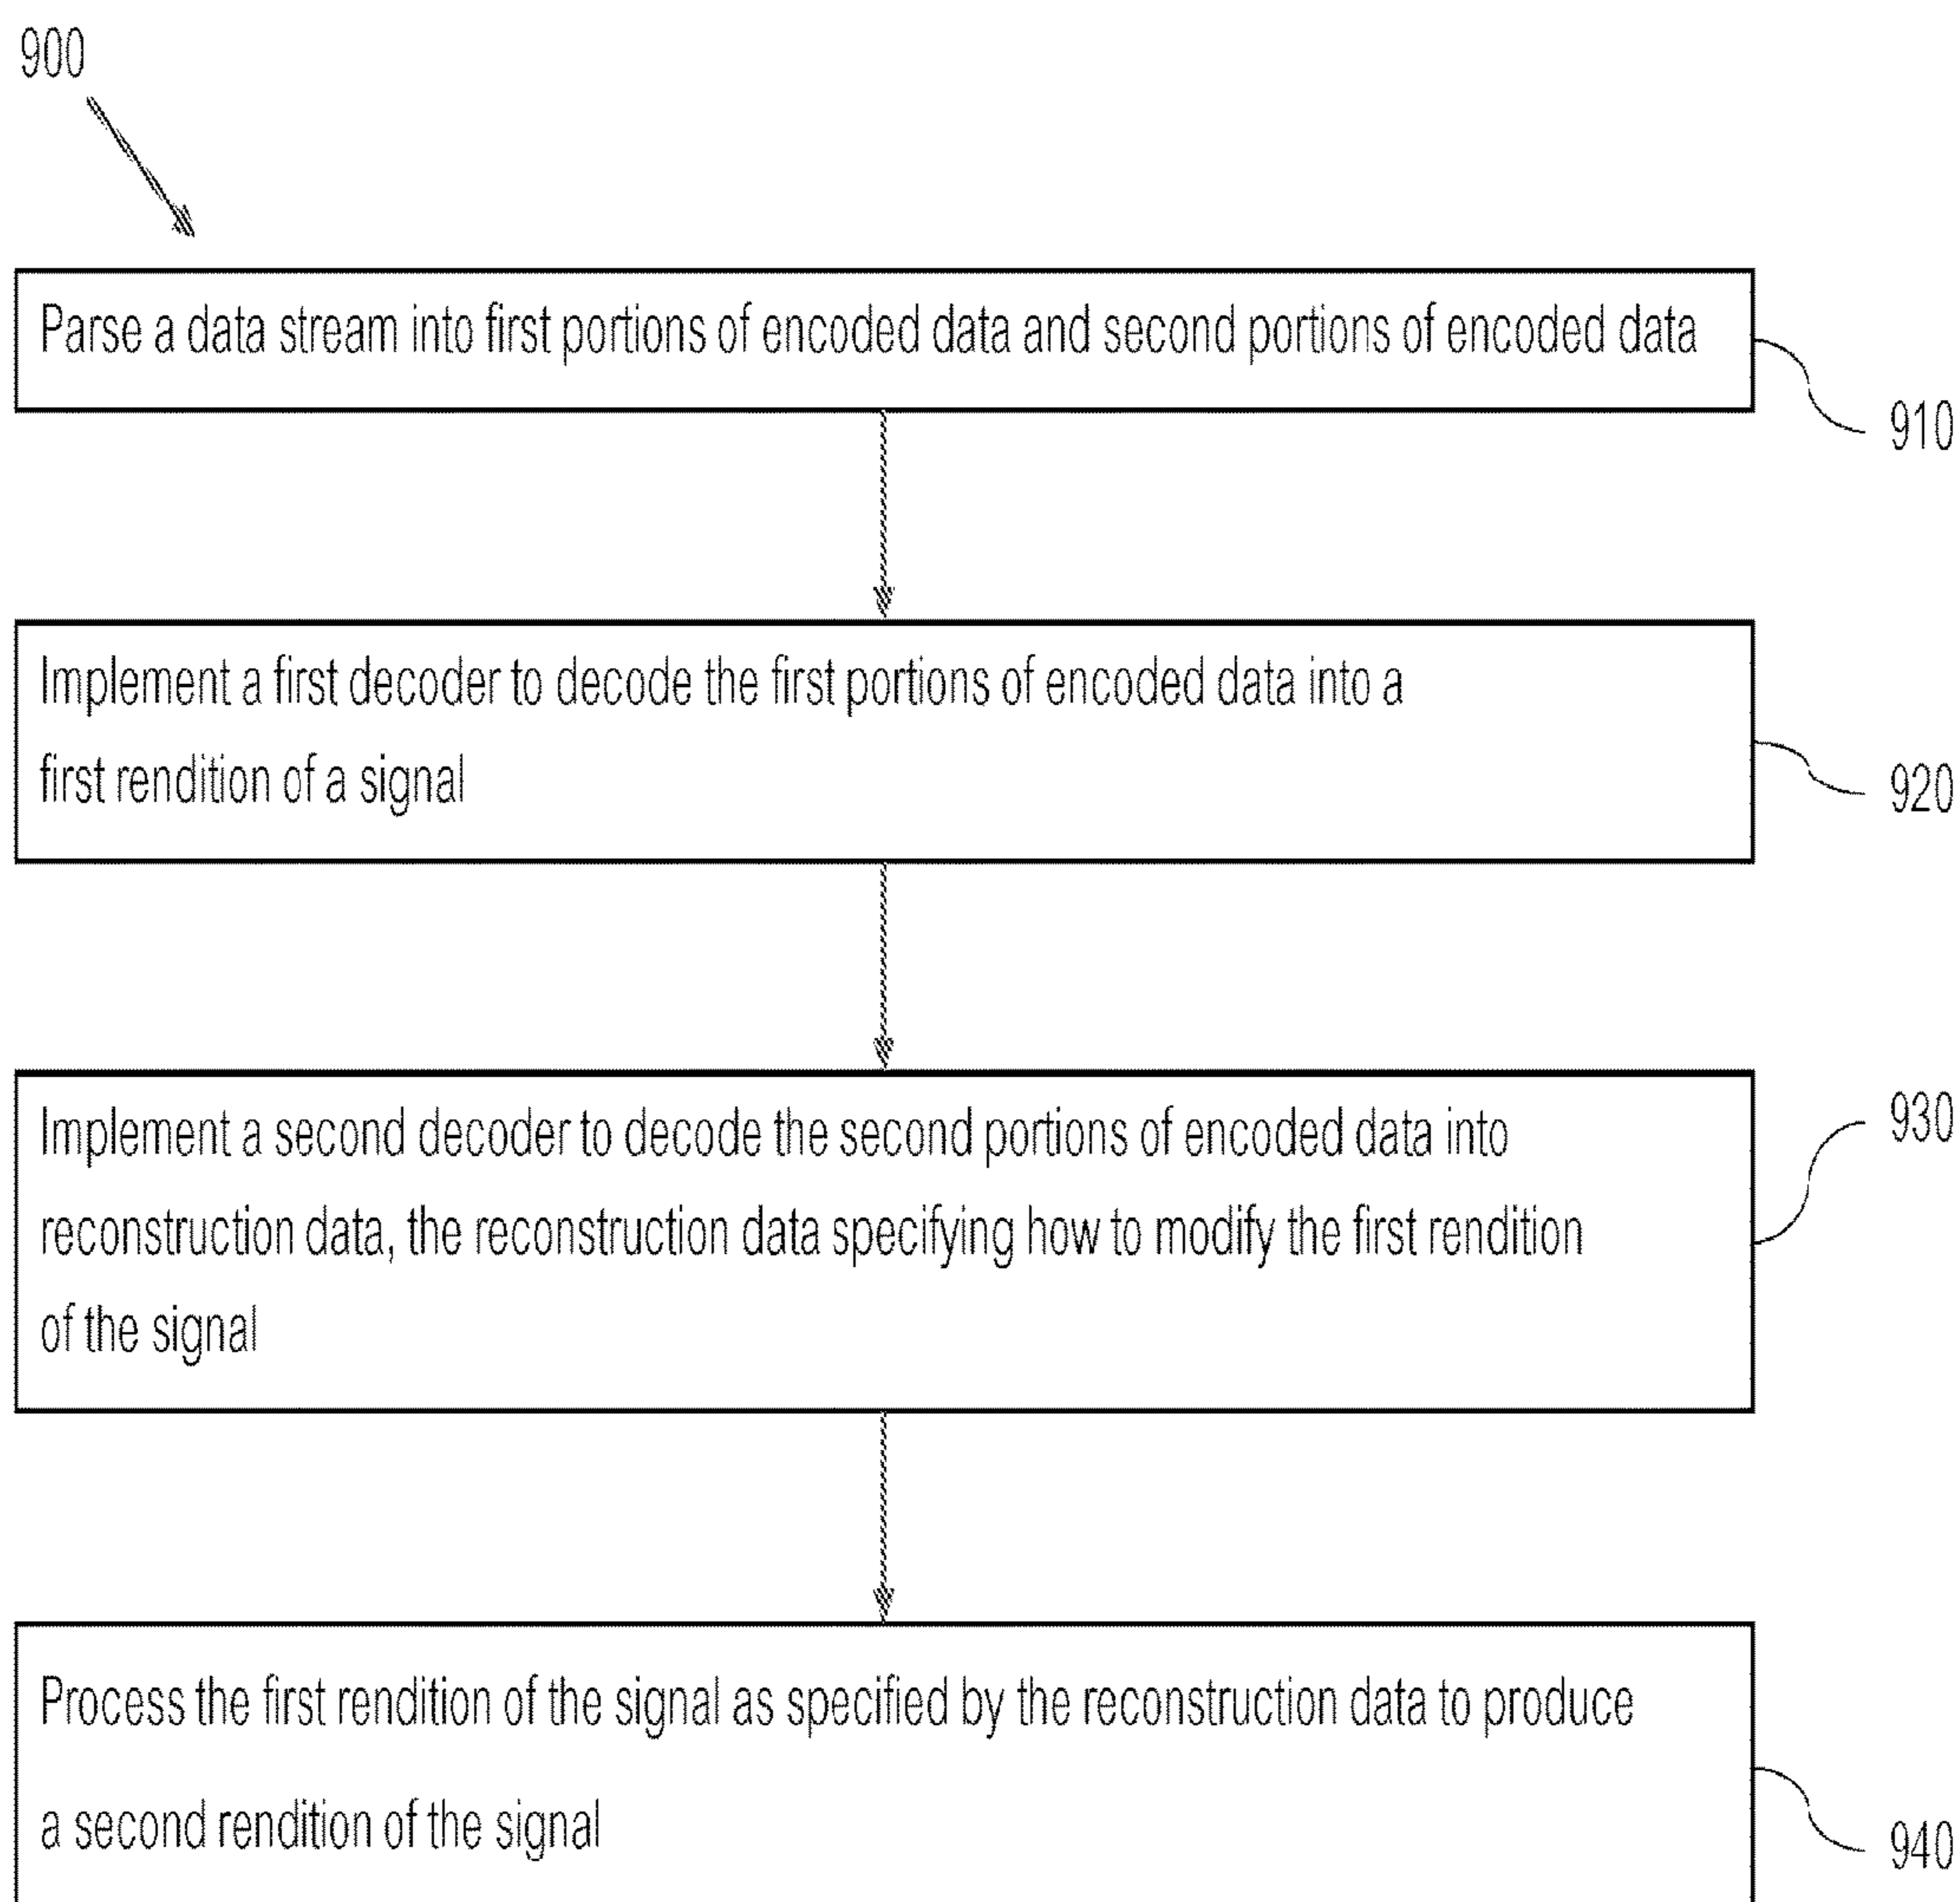 900
Parse a data stream into first portions of encoded data and second portions of encoded data
910
Implement a first decoder to decode the first portions of encoded data into a
first rendition of a signal
920
Implement a second decoder to decode the second portions of encoded data into
reconstruction data, the reconstruction data specifying how to modify the first rendition
of the signal
930
Process the first rendition of the signal as specified by the reconstruction data to produce
a second rendition of the signal
940